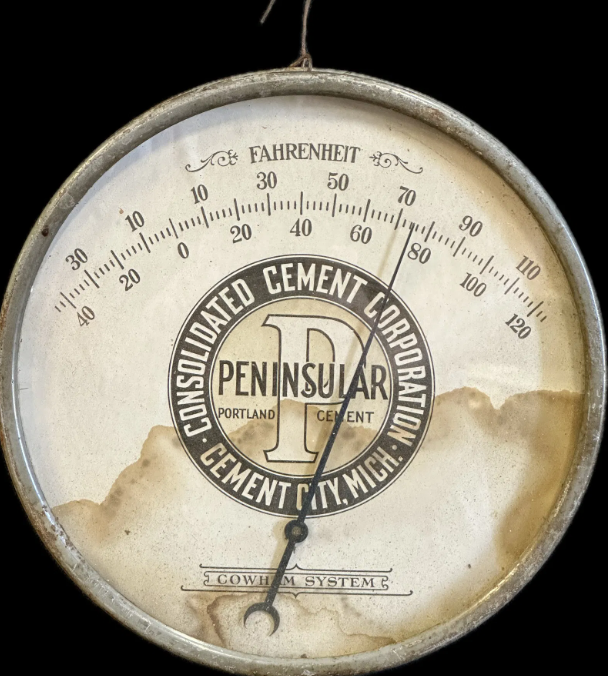 FAHRENHEIT
30 10 10 30 50 70 90 110
40 20 0 20 40 60 80 100 120
CONSOLIDATED CEMENT CORPORATION
PENINSULAR
PORTLAND CEMENT
P
· CEMENT CITY, MICH. ·
COWHAM SYSTEM